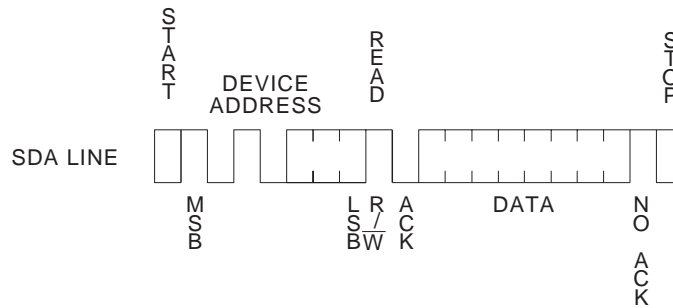 START
READ
STOP
DEVICE
ADDRESS
SDA LINE
MSB
LSB
R/W
ACK
DATA
NO ACK